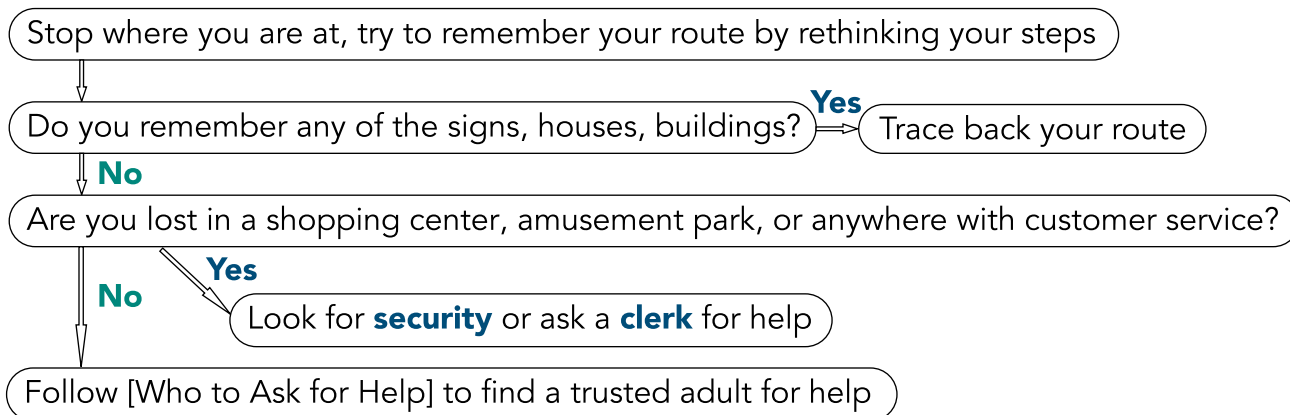 Stop where you are at, try to remember your route by rethinking your steps
Do you remember any of the signs, houses, buildings?
Yes
Trace back your route
No
Are you lost in a shopping center, amusement park, or anywhere with customer service?
Yes
Look for security or ask a clerk for help
No
Follow [Who to Ask for Help] to find a trusted adult for help